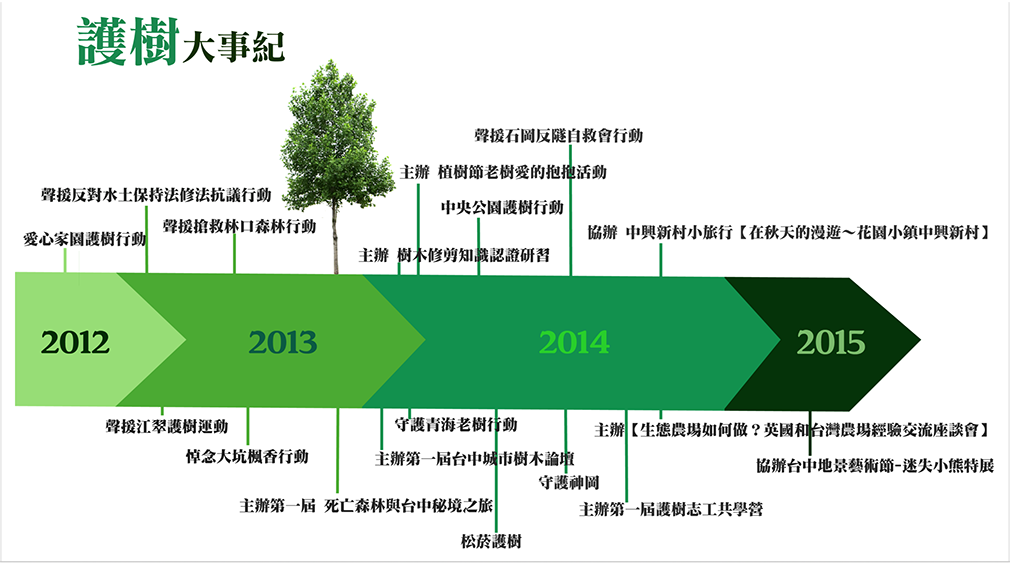 護樹大事紀
聲援石岡反隧自救會行動
主辦 植樹節老樹愛的抱抱活動
聲援反對水土保持法修法抗議行動
中央公園護樹行動
聲援搶救林口森林行動
愛心家園護樹行動
協辦 中興新村小旅行【在秋天的漫遊～花園小鎮中興新村】
主辦 樹木修剪知識認證研習
2012
2013
2014
2015
聲援江翠護樹運動
守護青海老樹行動
主辦【生態農場如何做？英國和台灣農場經驗交流座談會】
悼念大坑楓香行動
主辦第一屆台中城市樹木論壇
協辦台中地景藝術節-迷失小熊特展
守護神岡
主辦第一屆 死亡森林與台中秘境之旅
主辦第一屆護樹志工共學營
松菸護樹